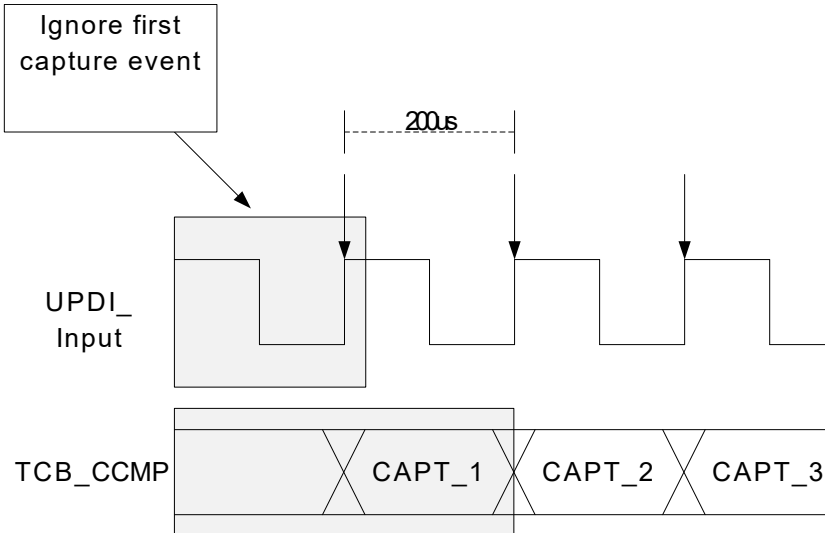 Ignore first
capture event
200us
UPDI_
Input
TCB_CCMP
CAPT_1
CAPT_2
CAPT_3